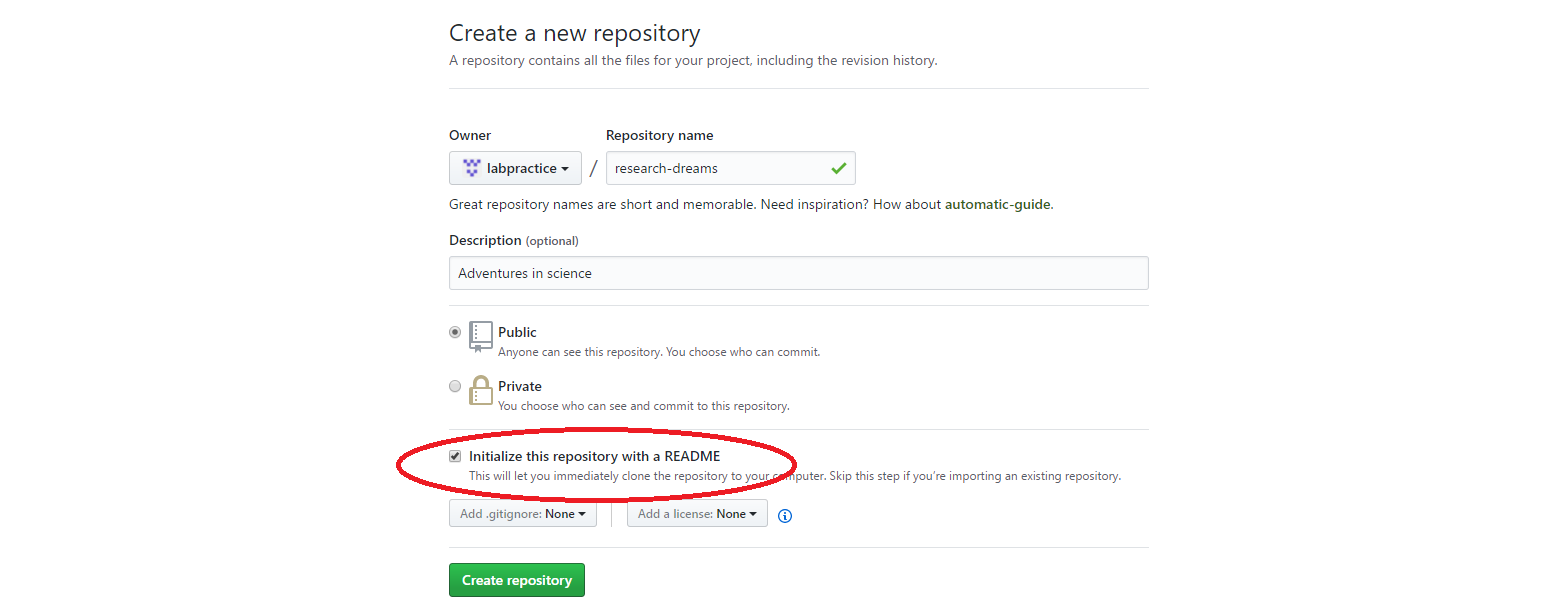 Create a new repository
A repository contains all the files for your project, including the revision history.
Owner Repository name
labpractice / research-dreams
Great repository names are short and memorable. Need inspiration? How about automatic-guide.
Description (optional)
Adventures in science
Public
Anyone can see this repository. You choose who can commit.
Private
You choose who can see and commit to this repository.
Initialize this repository with a README
This will let you immediately clone the repository to your computer. Skip this step if you're importing an existing repository.
Add .gitignore: None Add a license: None
Create repository